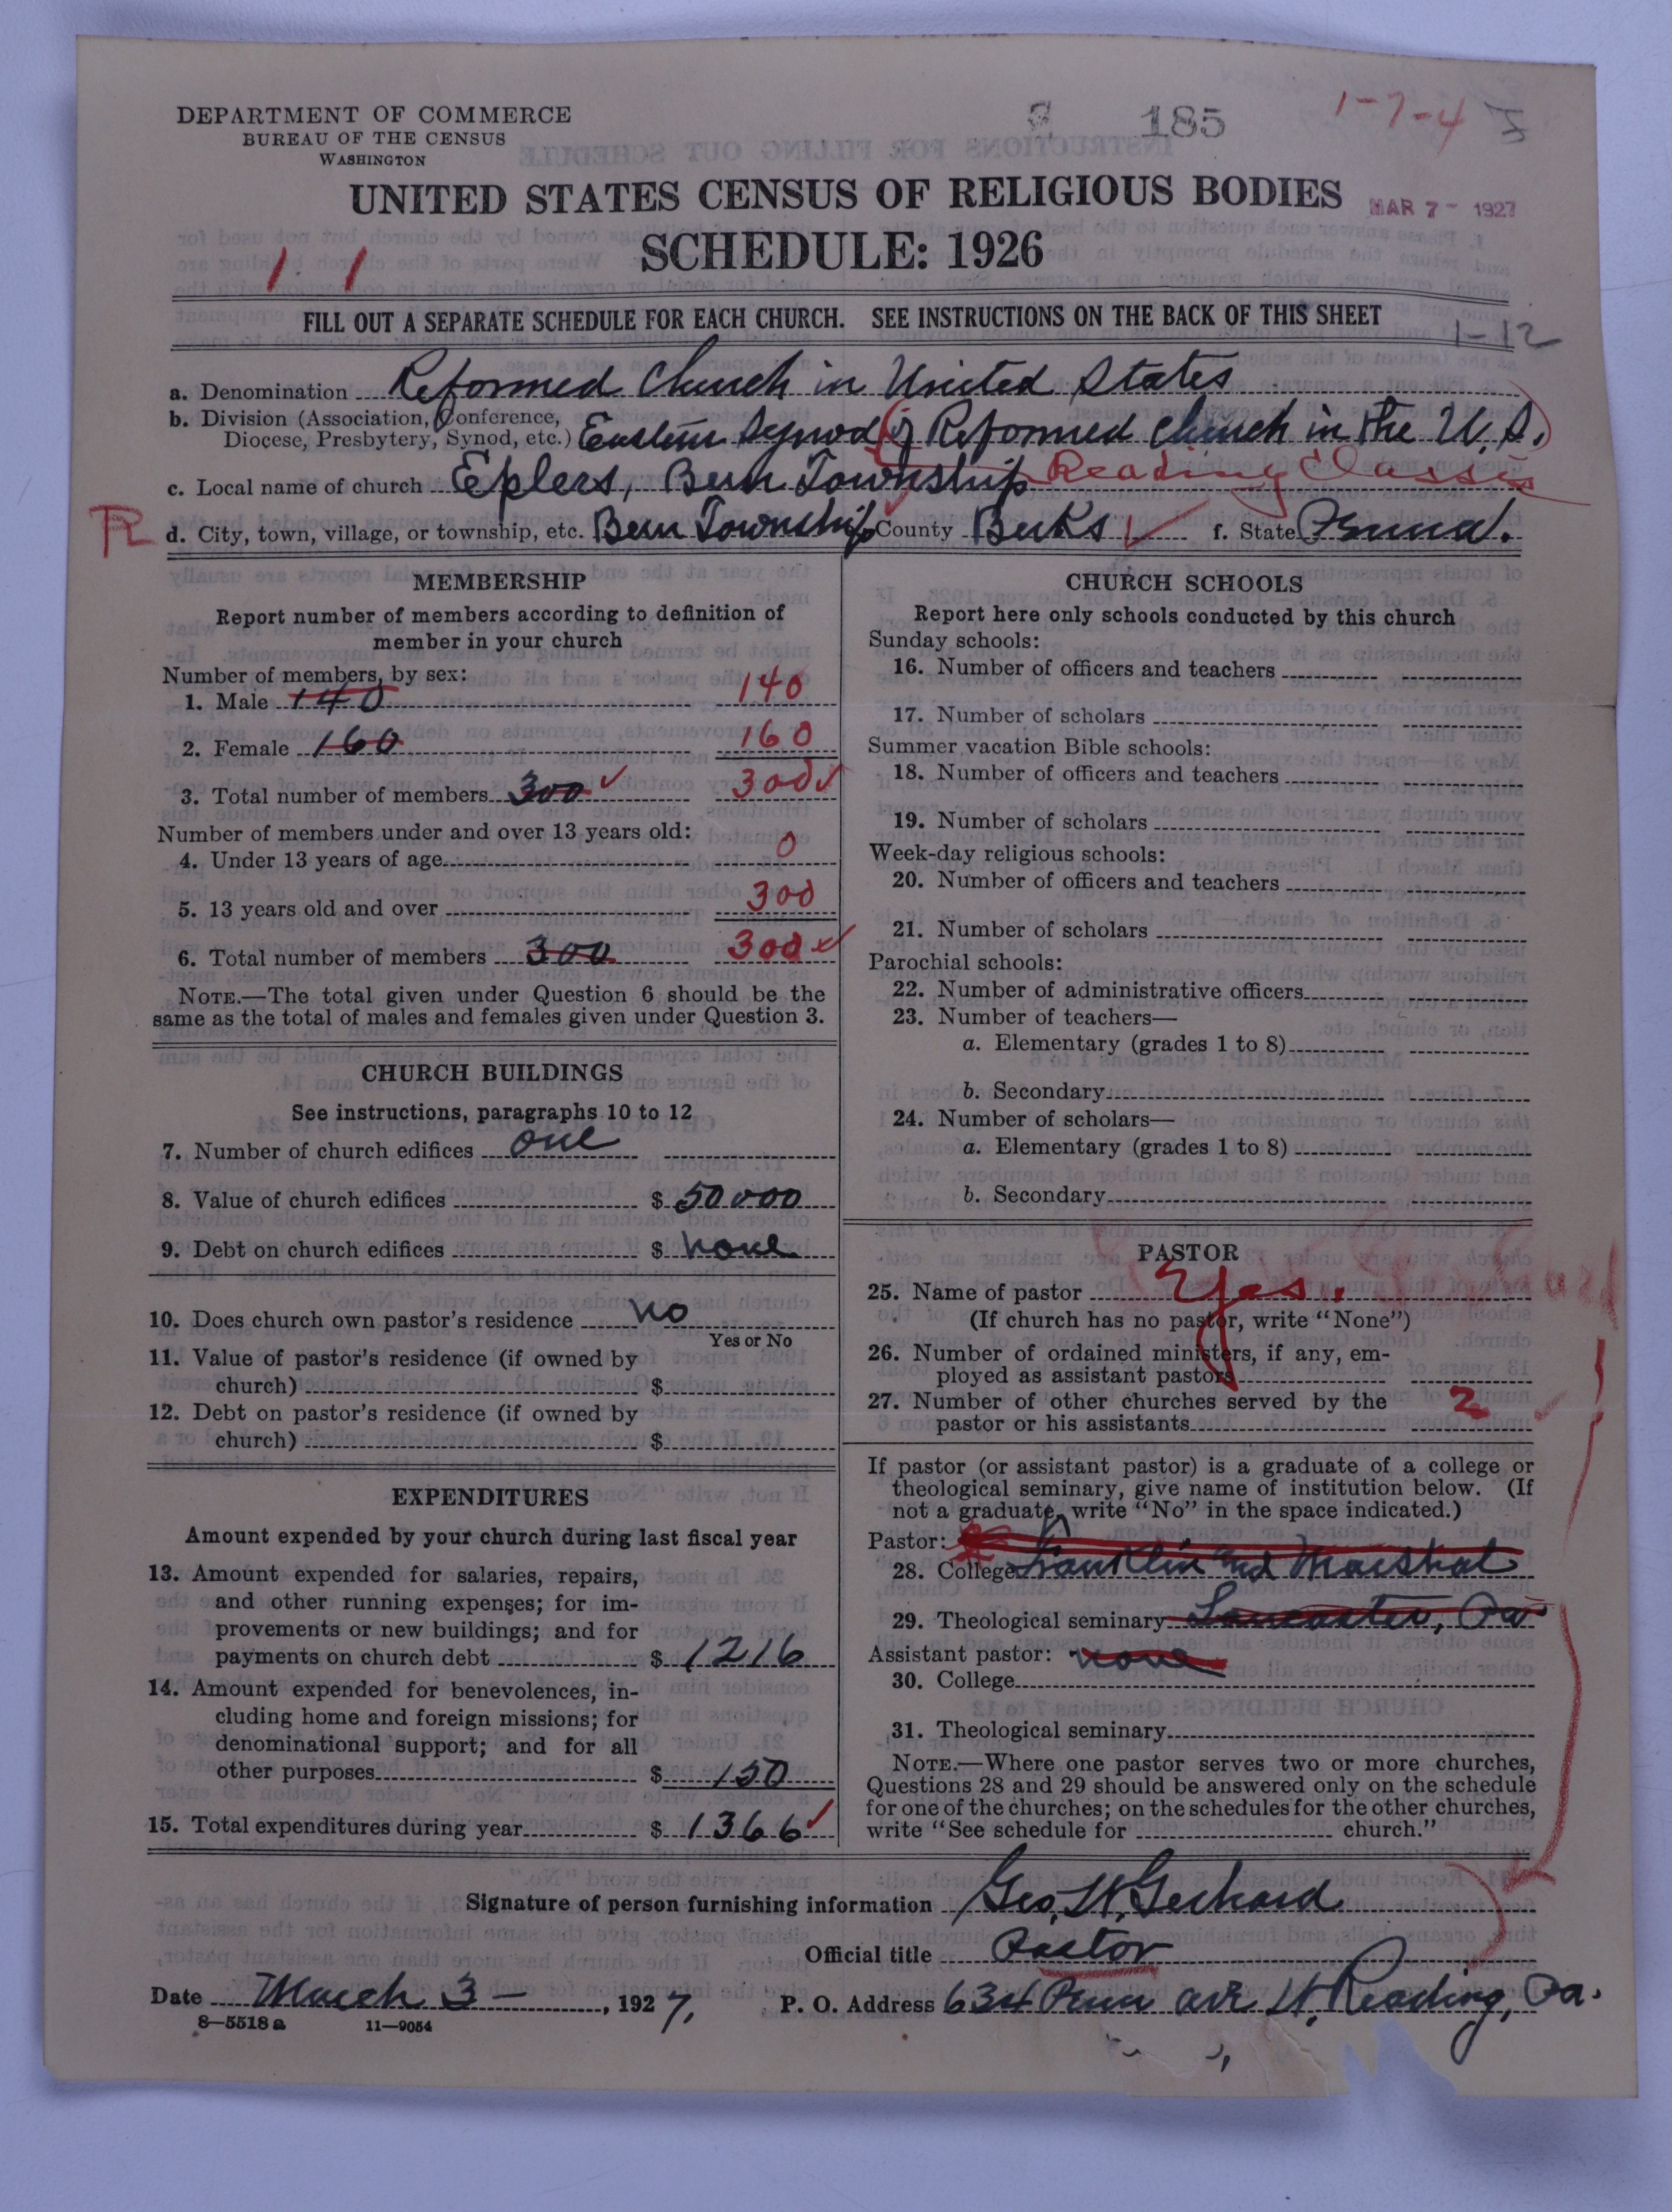 DEPARTMENT OF COMMERCE
BUREAU OF THE CENSUS
WASHINGTON
185
1-7-4
UNITED STATES CENSUS OF RELIGIOUS BODIES
MAR 7 - 1927
SCHEDULE: 1926
1 1
FILL OUT A SEPARATE SCHEDULE FOR EACH CHURCH. SEE INSTRUCTIONS ON THE BACK OF THIS SHEET
1-12
a. Denomination Reformed Church in United States
b. Division (Association, Conference,
Diocese, Presbytery, Synod, etc.) Eastern Synod of Reformed Church in the U.S.
c. Local name of church Eplers, Bern Township Reading Classis
d. City, town, village, or township, etc. Bern Township County Berks f. State Penna.
MEMBERSHIP
Report number of members according to definition of
member in your church
Number of members, by sex:
1. Male 140 140
2. Female 160 160
3. Total number of members 300 300
Number of members under and over 13 years old:
4. Under 13 years of age 0
5. 13 years old and over 300
6. Total number of members 300 300
NOTE.—The total given under Question 6 should be the
same as the total of males and females given under Question 3.
CHURCH BUILDINGS
See instructions, paragraphs 10 to 12
7. Number of church edifices one
8. Value of church edifices $ 50000
9. Debt on church edifices $ None
10. Does church own pastor's residence No
Yes or No
11. Value of pastor's residence (if owned by
church) $
12. Debt on pastor's residence (if owned by
church) $
EXPENDITURES
Amount expended by your church during last fiscal year
13. Amount expended for salaries, repairs,
and other running expenses; for im-
provements or new buildings; and for
payments on church debt $ 1216
14. Amount expended for benevolences, in-
cluding home and foreign missions; for
denominational support; and for all
other purposes $ 150
15. Total expenditures during year $ 1366
CHURCH SCHOOLS
Report here only schools conducted by this church
Sunday schools:
16. Number of officers and teachers
17. Number of scholars
Summer vacation Bible schools:
18. Number of officers and teachers
19. Number of scholars
Week-day religious schools:
20. Number of officers and teachers
21. Number of scholars
Parochial schools:
22. Number of administrative officers
23. Number of teachers—
a. Elementary (grades 1 to 8)
b. Secondary
24. Number of scholars—
a. Elementary (grades 1 to 8)
b. Secondary
PASTOR
25. Name of pastor Yes.
(If church has no pastor, write "None")
26. Number of ordained ministers, if any, em-
ployed as assistant pastors
27. Number of other churches served by the
pastor or his assistants 2
If pastor (or assistant pastor) is a graduate of a college or
theological seminary, give name of institution below. (If
not a graduate, write "No" in the space indicated.)
Pastor:
28. College Franklin and Marshal
29. Theological seminary Lancaster, Pa
Assistant pastor: None
30. College
31. Theological seminary
NOTE.—Where one pastor serves two or more churches,
Questions 28 and 29 should be answered only on the schedule
for one of the churches; on the schedules for the other churches,
write "See schedule for church."
Signature of person furnishing information Geo. W. Gerhard
Official title Pastor
Date March 3 — , 1927,
P. O. Address 634 Penn ave W. Reading, Pa.
8—5518 a 11—9054